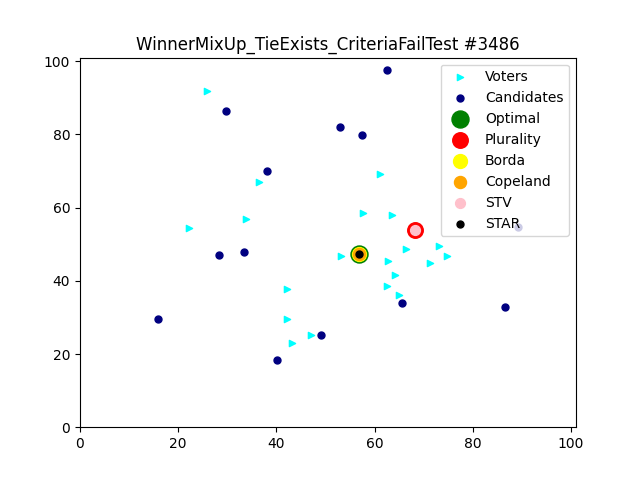 WinnerMixUp_TieExists_CriteriaFailTest #3486
100
80
60
40
20
0
0 20 40 60 80 100
Voters
Candidates
Optimal
Plurality
Borda
Copeland
STV
STAR